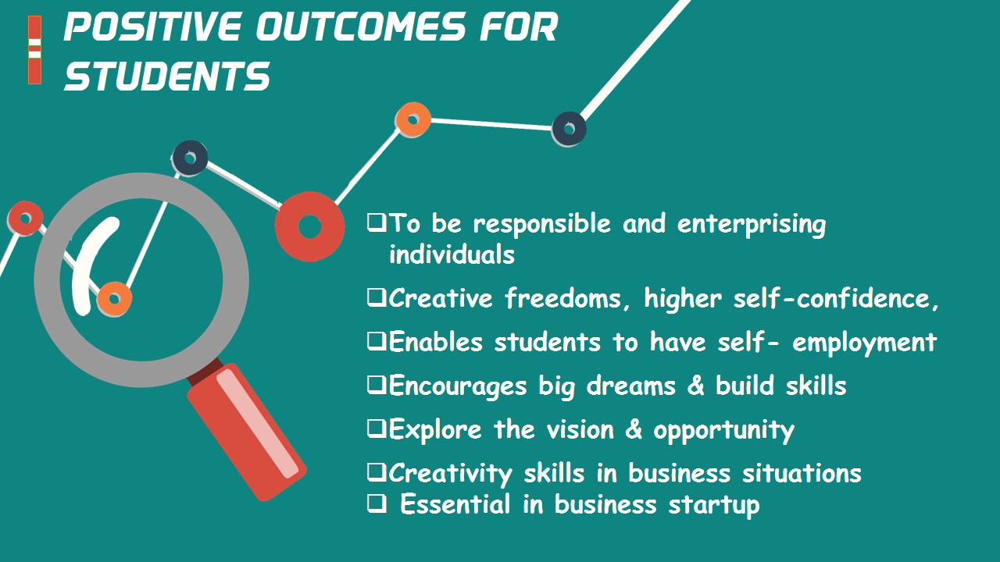 POSITIVE OUTCOMES FOR
STUDENTS
❑To be responsible and enterprising
individuals
❑Creative freedoms, higher self-confidence,
❑Enables students to have self- employment
❑Encourages big dreams & build skills
❑Explore the vision & opportunity
❑Creativity skills in business situations
❑ Essential in business startup